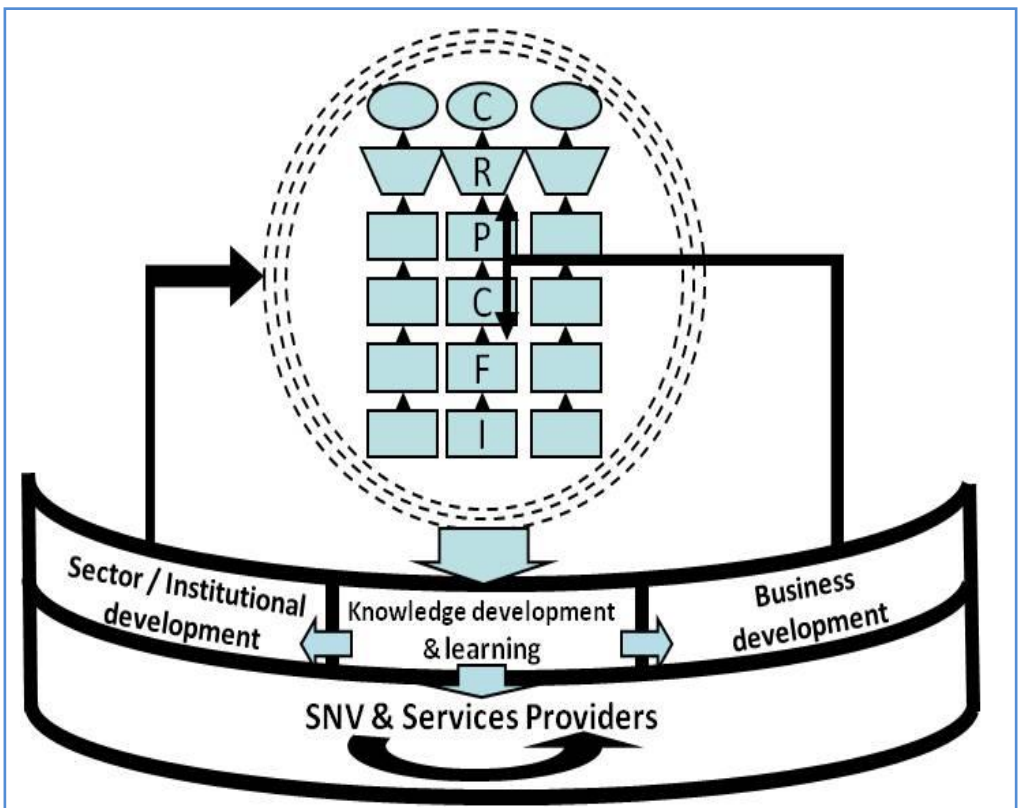 C
R
P
C
F
I
Sector / Institutional
development
Knowledge development
& learning
Business
development
SNV & Services Providers